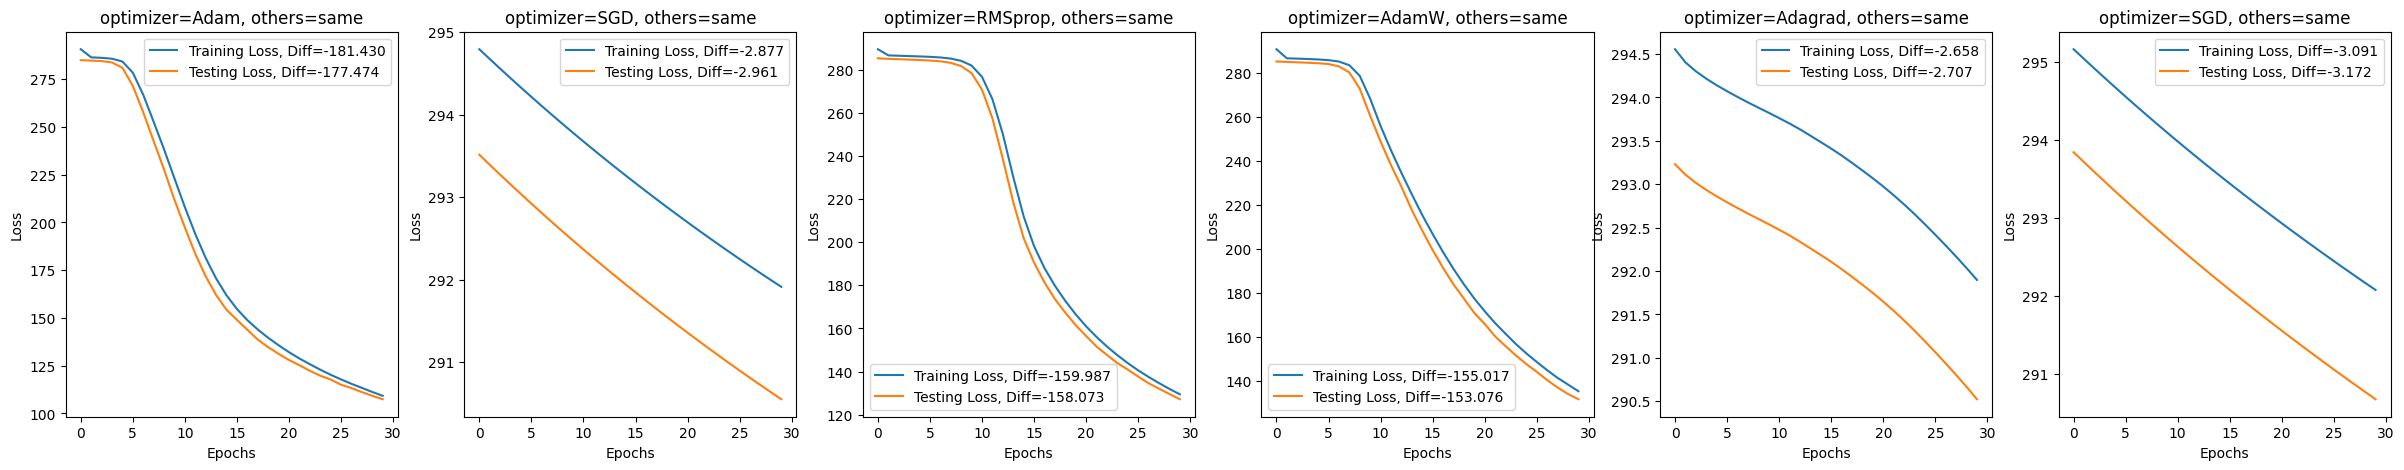 optimizer=Adam, others=same
Training Loss, Diff=-181.430
Testing Loss, Diff=-177.474
275
250
225
200
175
150
125
100
Loss
0 5 10 15 20 25 30
Epochs
optimizer=SGD, others=same
Training Loss, Diff=-2.877
Testing Loss, Diff=-2.961
295
294
293
292
291
Loss
0 5 10 15 20 25 30
Epochs
optimizer=RMSprop, others=same
280
260
240
220
200
180
160
140
120
Loss
Training Loss, Diff=-159.987
Testing Loss, Diff=-158.073
0 5 10 15 20 25 30
Epochs
optimizer=AdamW, others=same
280
260
240
220
200
180
160
140
Loss
Training Loss, Diff=-155.017
Testing Loss, Diff=-153.076
0 5 10 15 20 25 30
Epochs
optimizer=Adagrad, others=same
Training Loss, Diff=-2.658
Testing Loss, Diff=-2.707
294.5
294.0
293.5
293.0
292.5
292.0
291.5
291.0
290.5
Loss
0 5 10 15 20 25 30
Epochs
optimizer=SGD, others=same
Training Loss, Diff=-3.091
Testing Loss, Diff=-3.172
295
294
293
292
291
Loss
0 5 10 15 20 25 30
Epochs